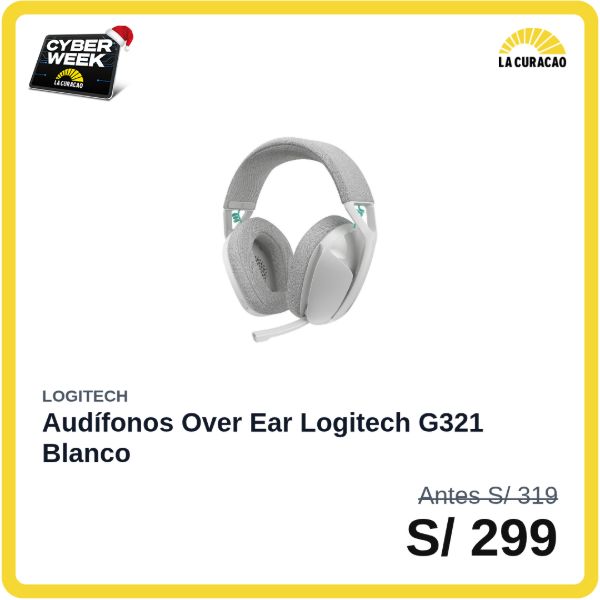 CYBER
WEEK
LA CURACAO
LA CURACAO
LOGITECH
Audífonos Over Ear Logitech G321
Blanco
Antes S/ 319
S/ 299